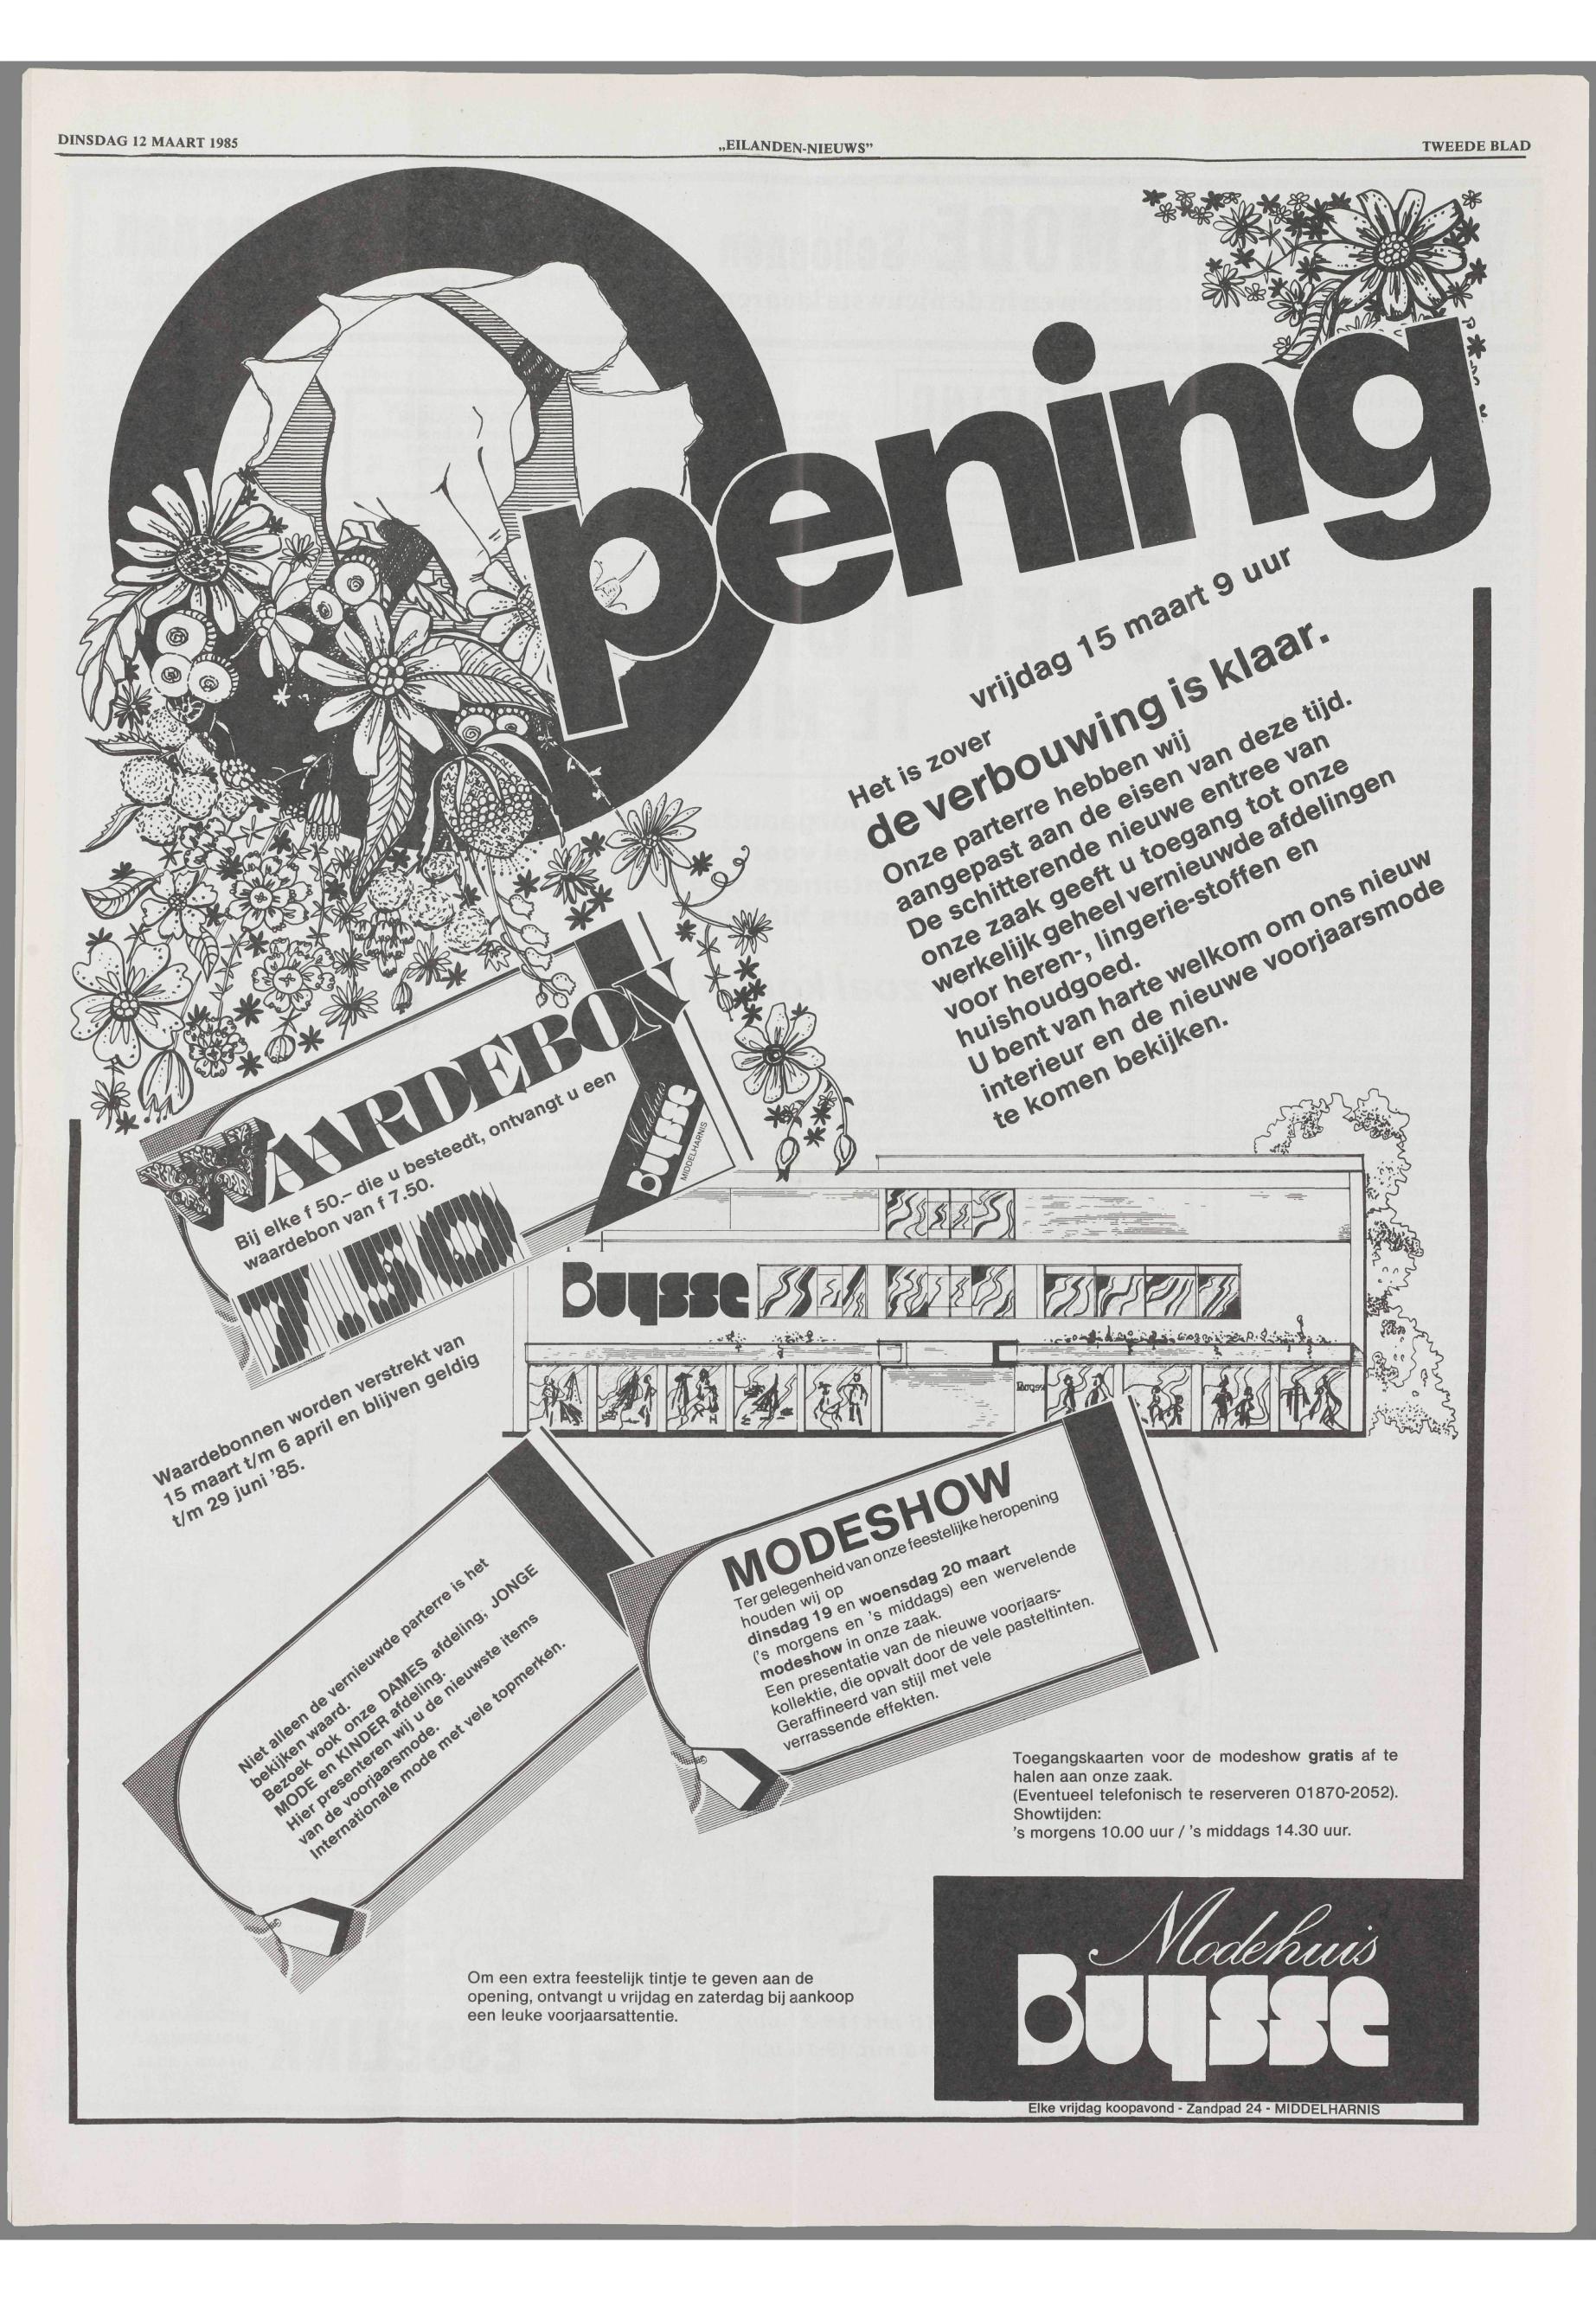 DINSDAG 12 MAART 1985
„EILANDEN-NIEUWS”
TWEEDE BLAD
Opening
vrijdag 15 maart 9 uur
Het is zover
de verbouwing is klaar.
Onze parterre hebben wij
aangepast aan de eisen van deze tijd.
De schitterende nieuwe entree van
onze zaak geeft u toegang tot onze
werkelijk geheel vernieuwde afdelingen
voor heren-, lingerie-stoffen en
huishoudgoed.
U bent van harte welkom om ons nieuw
interieur en de nieuwe voorjaarsmode
te komen bekijken.
WAARDEBON
Bij elke f 50.- die u besteedt, ontvangt u een
waardebon van f 7.50.
7.50
Modehuis
Buysse
MIDDELHARNIS
Buysse
Waardebonnen worden verstrekt van
15 maart t/m 6 april en blijven geldig
t/m 29 juni '85.
Niet alleen de vernieuwde parterre is het
bekijken waard.
Bezoek ook onze DAMES afdeling, JONGE
MODE en KINDER afdeling.
Hier presenteren wij u de nieuwste items
van de voorjaarsmode.
Internationale mode met vele topmerken.
MODESHOW
Ter gelegenheid van onze feestelijke heropening
houden wij op
dinsdag 19 en woensdag 20 maart
('s morgens en 's middags) een wervelende
modeshow in onze zaak.
Een presentatie van de nieuwe voorjaars-
kollektie, die opvalt door de vele pasteltinten.
Geraffineerd van stijl met vele
verrassende effekten.
Toegangskaarten voor de modeshow gratis af te
halen aan onze zaak.
(Eventueel telefonisch te reserveren 01870-2052).
Showtijden:
's morgens 10.00 uur / 's middags 14.30 uur.
Om een extra feestelijk tintje te geven aan de
opening, ontvangt u vrijdag en zaterdag bij aankoop
een leuke voorjaarsattentie.
Modehuis
Buysse
Elke vrijdag koopavond - Zandpad 24 - MIDDELHARNIS